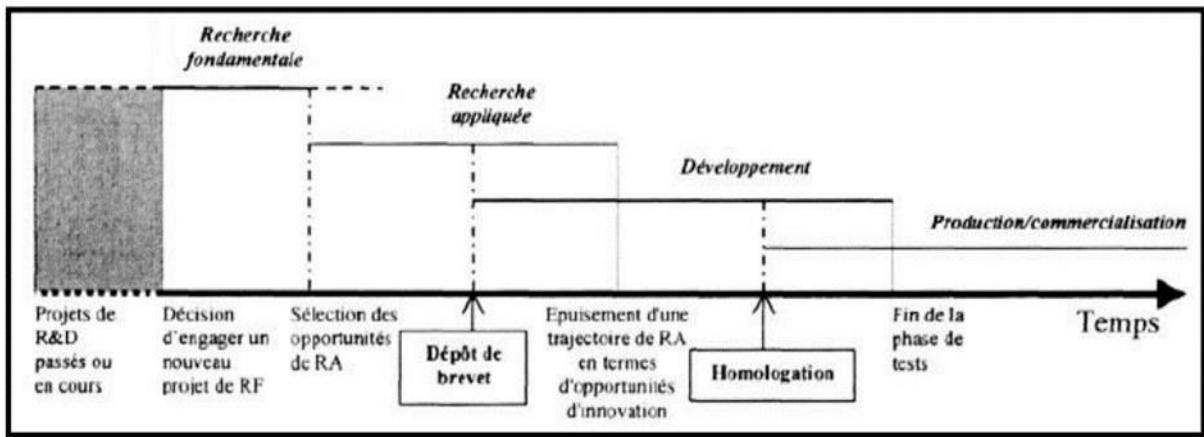 Recherche
fondamentale
Recherche
appliquée
Développement
Production/commercialisation
Projets de
R&D
passés ou
en cours
Décision
d'engager un
nouveau
projet de RF
Sélection des
opportunités
de RA
Dépôt de
brevet
Epuisement d'une
trajectoire de RA
en termes
d'opportunités
d'innovation
Homologation
Fin de la
phase de
tests
Temps